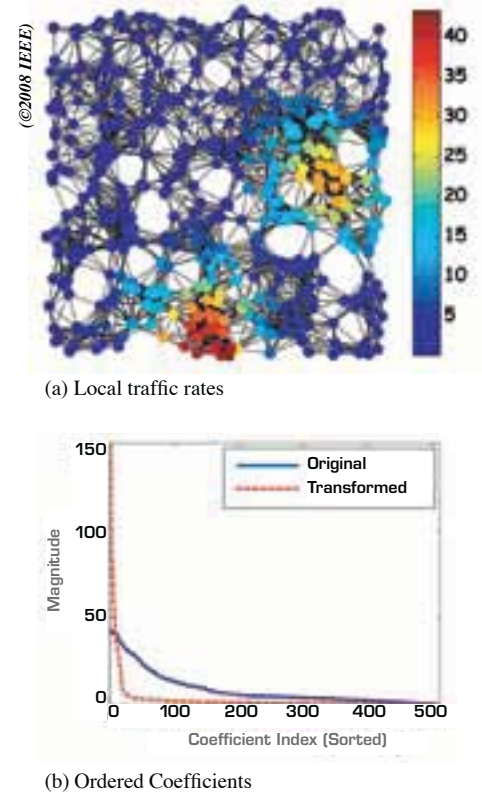 (©2008 IEEE)
40
35
30
25
20
15
10
5
(a) Local traffic rates
150
100
50
0
Magnitude
Original
Transformed
0 100 200 300 400 500
Coefficient Index (Sorted)
(b) Ordered Coefficients